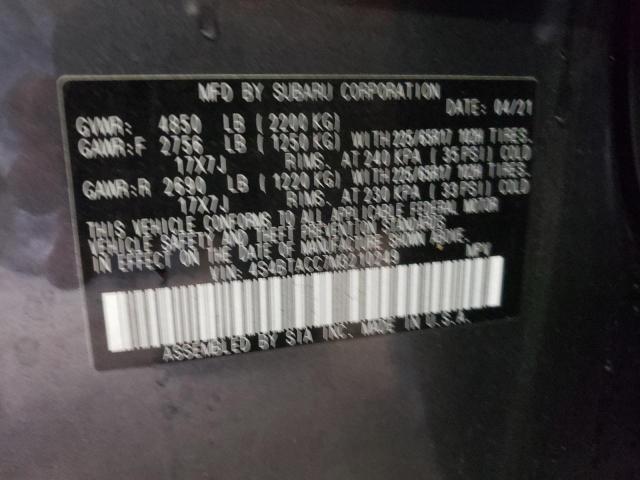 MFD BY SUBARU CORPORATION
DATE: 04/21
GVWR: 4850 LB (2200 KG)
GAWR:F 2756 LB (1250 KG) WITH 225/65R17 102H TIRES.
17X7J RIMS. AT 240 KPA (35 PSI) COLD
GAWR:R 2690 LB (1220 KG) WITH 225/65R17 102H TIRES.
17X7J RIMS. AT 230 KPA (33 PSI) COLD
THIS VEHICLE CONFORMS TO ALL APPLICABLE FEDERAL MOTOR
VEHICLE SAFETY AND THEFT PREVENTION STANDARDS
IN EFFECT ON THE DATE OF MANUFACTURE SHOWN ABOVE.
VIN: 4S4BTACC7M3210249 MPV
ASSEMBLED BY SIA INC. MADE IN U.S.A.